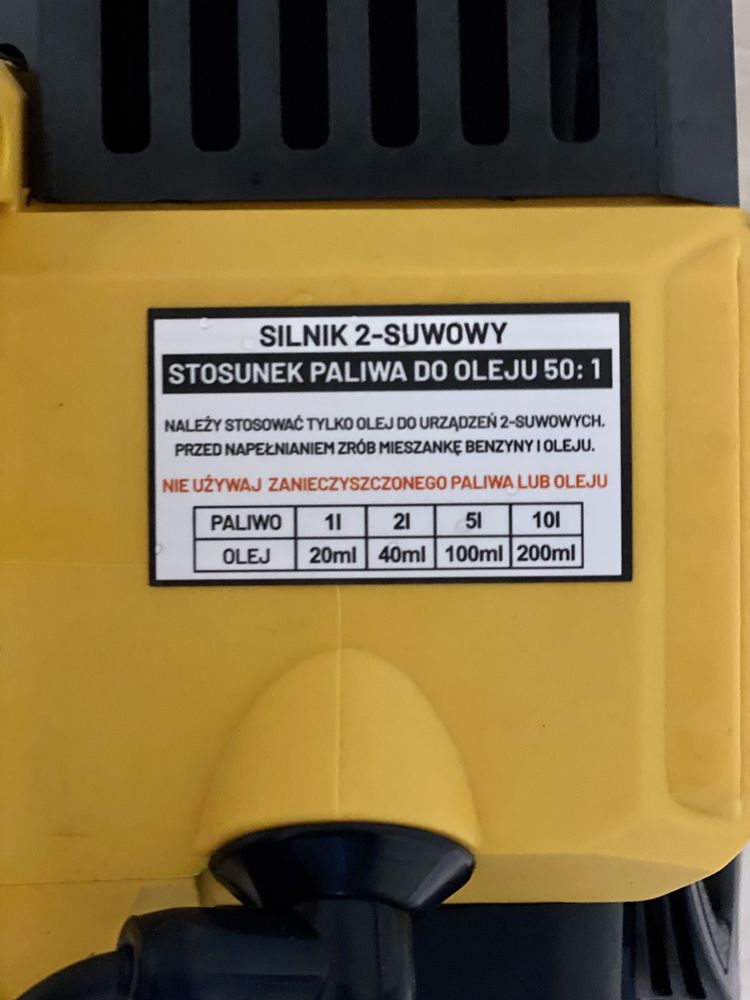 SILNIK 2-SUWOWY
STOSUNEK PALIWA DO OLEJU 50:1
NALEŻY STOSOWAĆ TYLKO OLEJ DO URZĄDZEŃ 2-SUWOWYCH.
PRZED NAPEŁNIANIEM ZRÓB MIESZANKĘ BENZYNY I OLEJU.
NIE UŻYWAJ ZANIECZYSZCZONEGO PALIWA LUB OLEJU
PALIWO 1l 2l 5l 10l
OLEJ 20ml 40ml 100ml 200ml